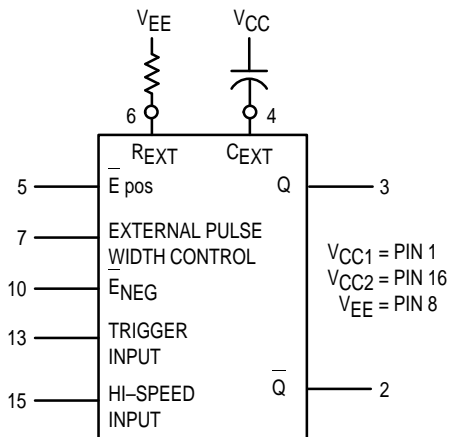 VEE VCC
6 4
REXT CEXT
5 E̅ pos Q 3
7 EXTERNAL PULSE
WIDTH CONTROL
VCC1 = PIN 1
VCC2 = PIN 16
VEE = PIN 8
10 E̅NEG
13 TRIGGER
INPUT
15 HI–SPEED
INPUT
Q̅ 2